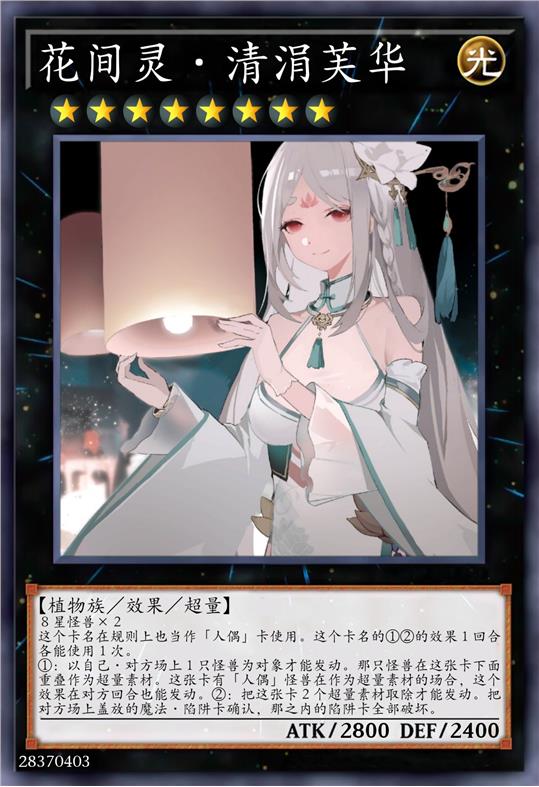 花间灵·清涓芙华
光
【植物族／效果／超量】
８星怪兽×２
这个卡名在规则上也当作「人偶」卡使用。这个卡名的①②的效果１回合
各能使用１次。
①：以自己·对方场上１只怪兽为对象才能发动。那只怪兽在这张卡下面
重叠作为超量素材。这张卡有「人偶」怪兽在作为超量素材的场合，这个
效果在对方回合也能发动。②：把这张卡２个超量素材取除才能发动。把
对方场上盖放的魔法·陷阱卡确认，那之内的陷阱卡全部破坏。
ATK/2800 DEF/2400
28370403